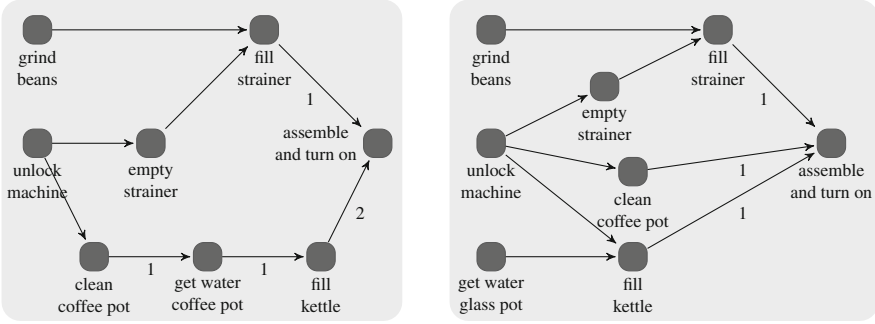 grind
beans
fill
strainer
1
assemble
and turn on
unlock
machine
empty
strainer
2
1
1
clean
coffee pot
get water
coffee pot
fill
kettle
grind
beans
fill
strainer
1
empty
strainer
unlock
machine
1
assemble
and turn on
clean
coffee pot
1
get water
glass pot
fill
kettle